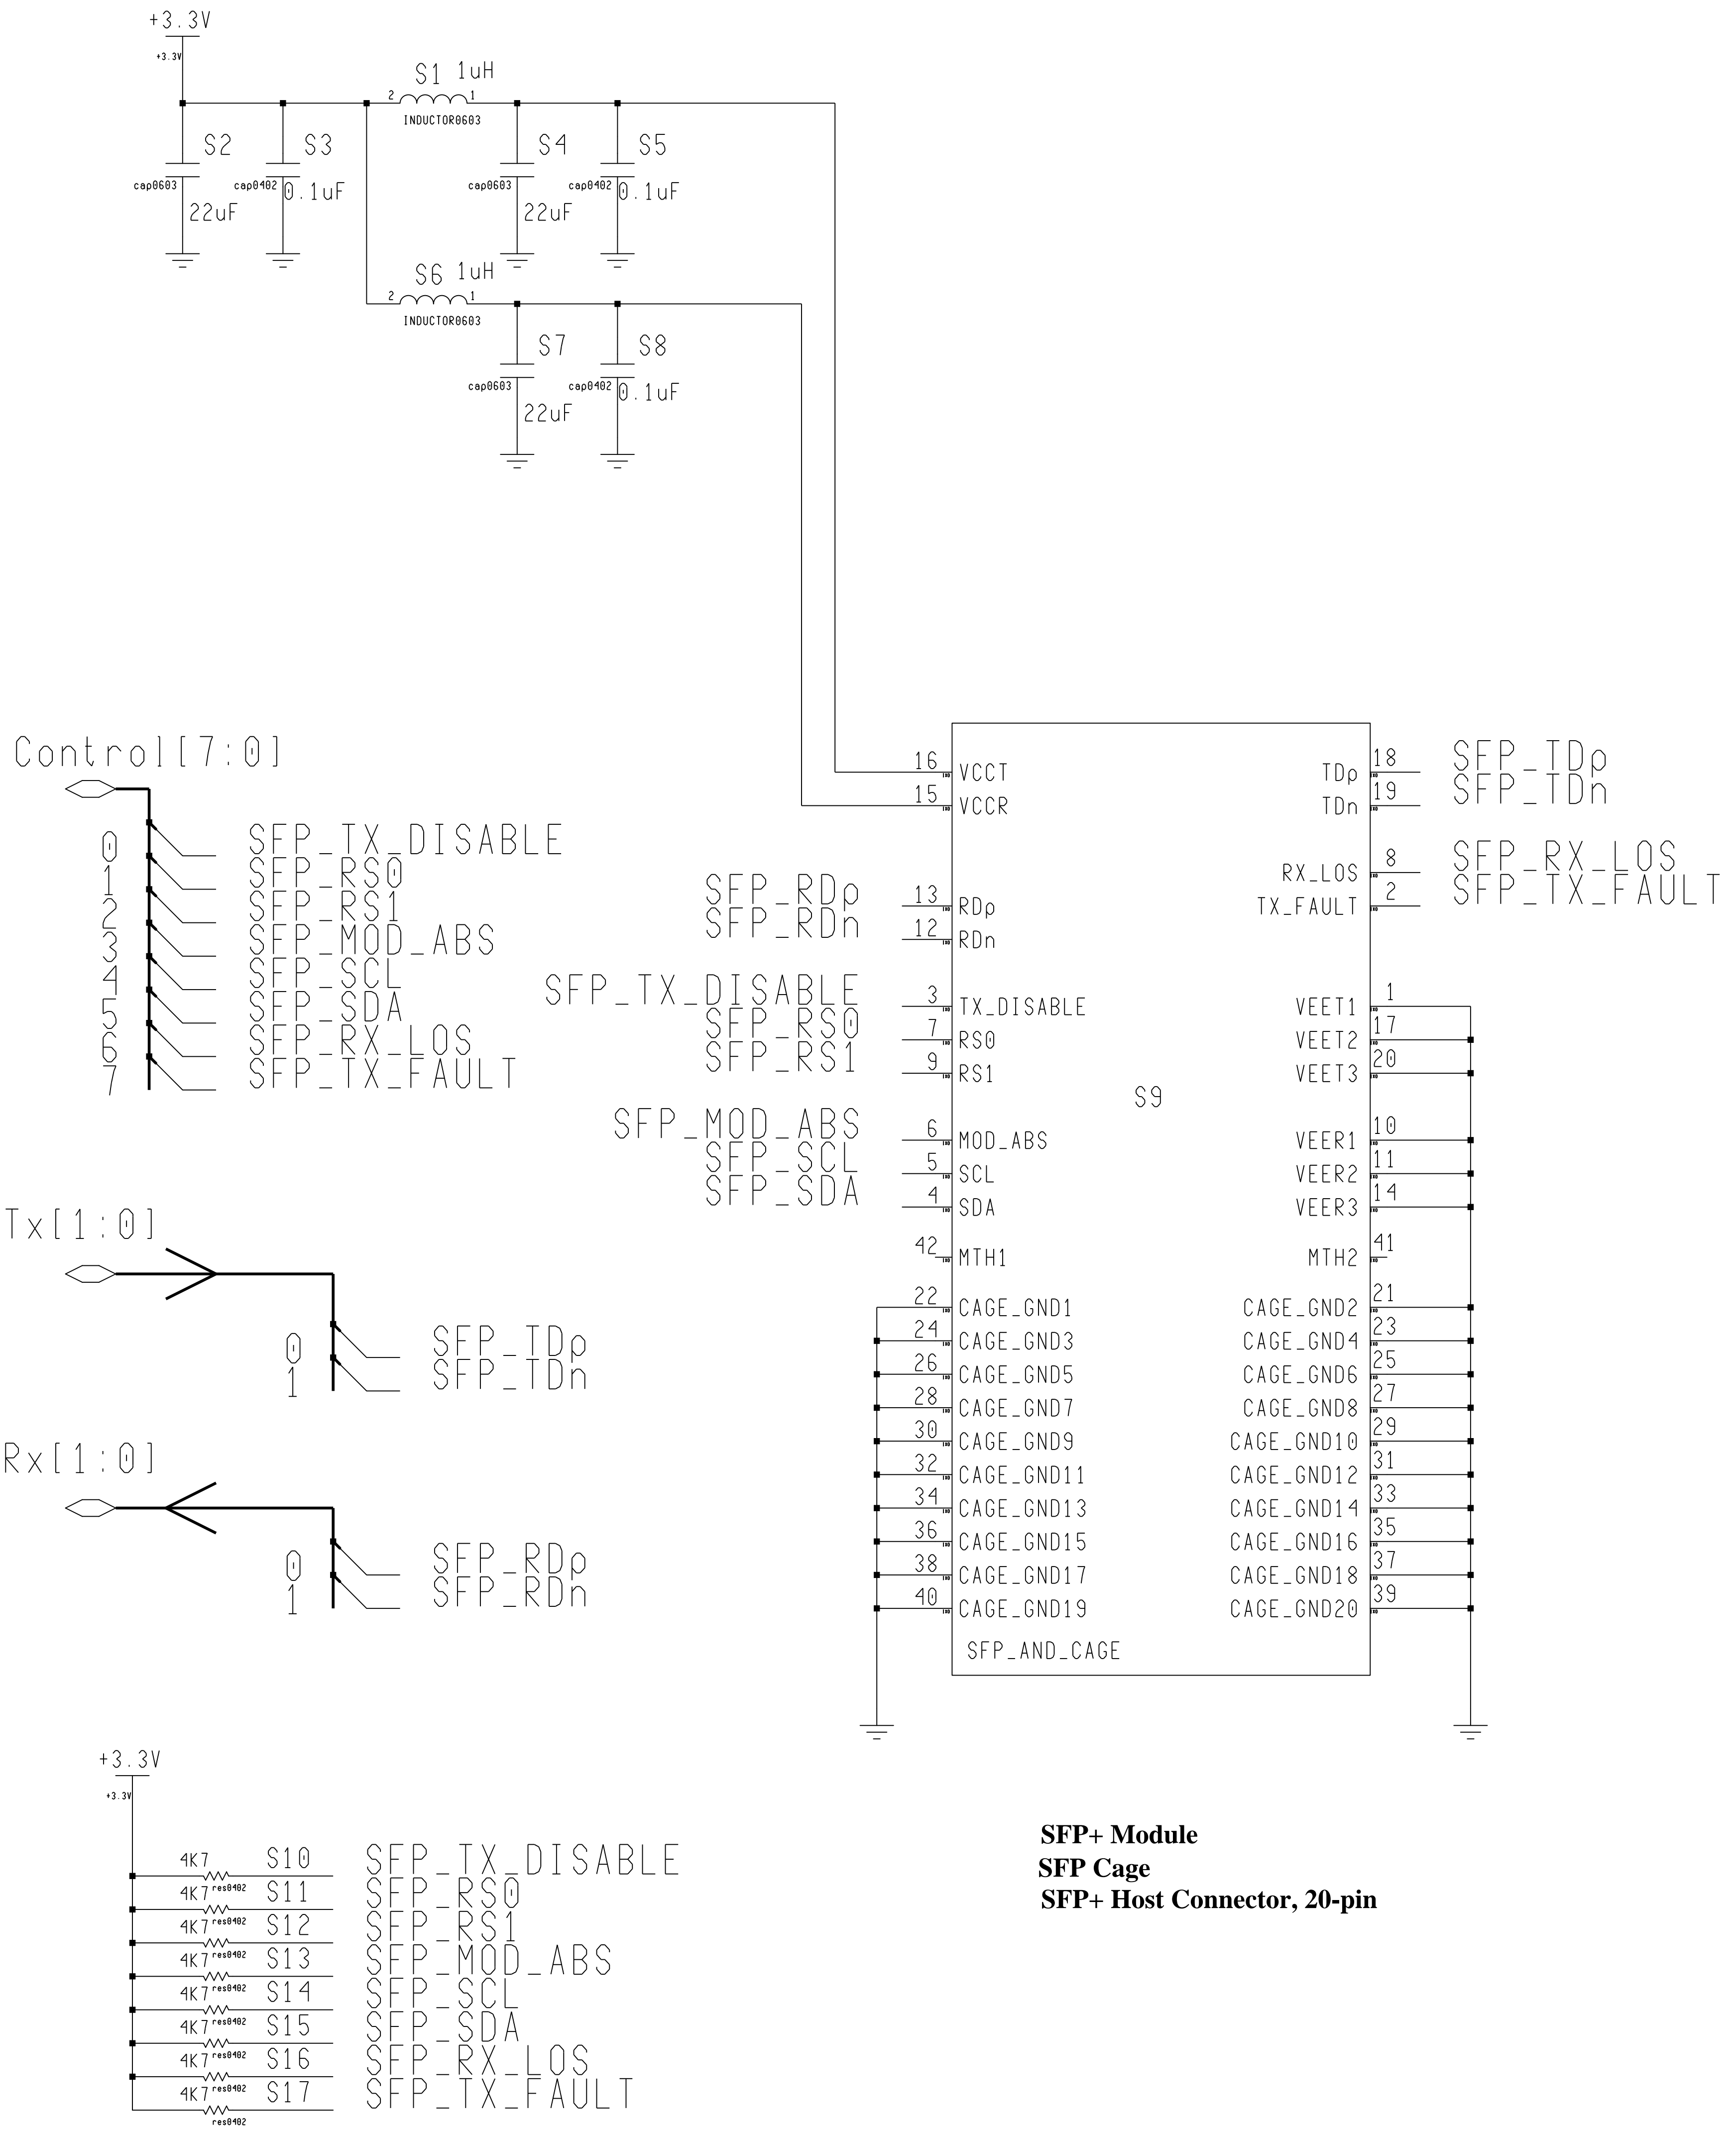 +3.3V
+3.3V
S1 1uH
2 1
INDUCTOR0603
S2 S3 S4 S5
cap0603 cap0402 cap0603 cap0402
0.1uF 0.1uF
22uF 22uF
S6 1uH
2 1
INDUCTOR0603
S7 S8
cap0603 cap0402
0.1uF
22uF
Control[7:0]
0 SFP_TX_DISABLE
1 SFP_RS0
2 SFP_RS1
3 SFP_MOD_ABS
4 SFP_SCL
5 SFP_SDA
6 SFP_RX_LOS
7 SFP_TX_FAULT
Tx[1:0]
0 SFP_TDp
1 SFP_TDn
Rx[1:0]
0 SFP_RDp
1 SFP_RDn
16 VCCT TDp 18 SFP_TDp
15 VCCR TDn 19 SFP_TDn
RX_LOS 8 SFP_RX_LOS
SFP_RDp 13 RDp TX_FAULT 2 SFP_TX_FAULT
SFP_RDn 12 RDn
SFP_TX_DISABLE 3 TX_DISABLE VEET1 1
SFP_RS0 7 RS0 VEET2 17
SFP_RS1 9 RS1 VEET3 20
S9
SFP_MOD_ABS 6 MOD_ABS VEER1 10
SFP_SCL 5 SCL VEER2 11
SFP_SDA 4 SDA VEER3 14
42 MTH1 MTH2 41
22 CAGE_GND1 CAGE_GND2 21
24 CAGE_GND3 CAGE_GND4 23
26 CAGE_GND5 CAGE_GND6 25
28 CAGE_GND7 CAGE_GND8 27
30 CAGE_GND9 CAGE_GND10 29
32 CAGE_GND11 CAGE_GND12 31
34 CAGE_GND13 CAGE_GND14 33
36 CAGE_GND15 CAGE_GND16 35
38 CAGE_GND17 CAGE_GND18 37
40 CAGE_GND19 CAGE_GND20 39
SFP_AND_CAGE
+3.3V
+3.3V
4K7 S10 SFP_TX_DISABLE
res0402
4K7 S11 SFP_RS0
res0402
4K7 S12 SFP_RS1
res0402
4K7 S13 SFP_MOD_ABS
res0402
4K7 S14 SFP_SCL
res0402
4K7 S15 SFP_SDA
res0402
4K7 S16 SFP_RX_LOS
res0402
4K7 S17 SFP_TX_FAULT
res0402
SFP+ Module
SFP Cage
SFP+ Host Connector, 20-pin